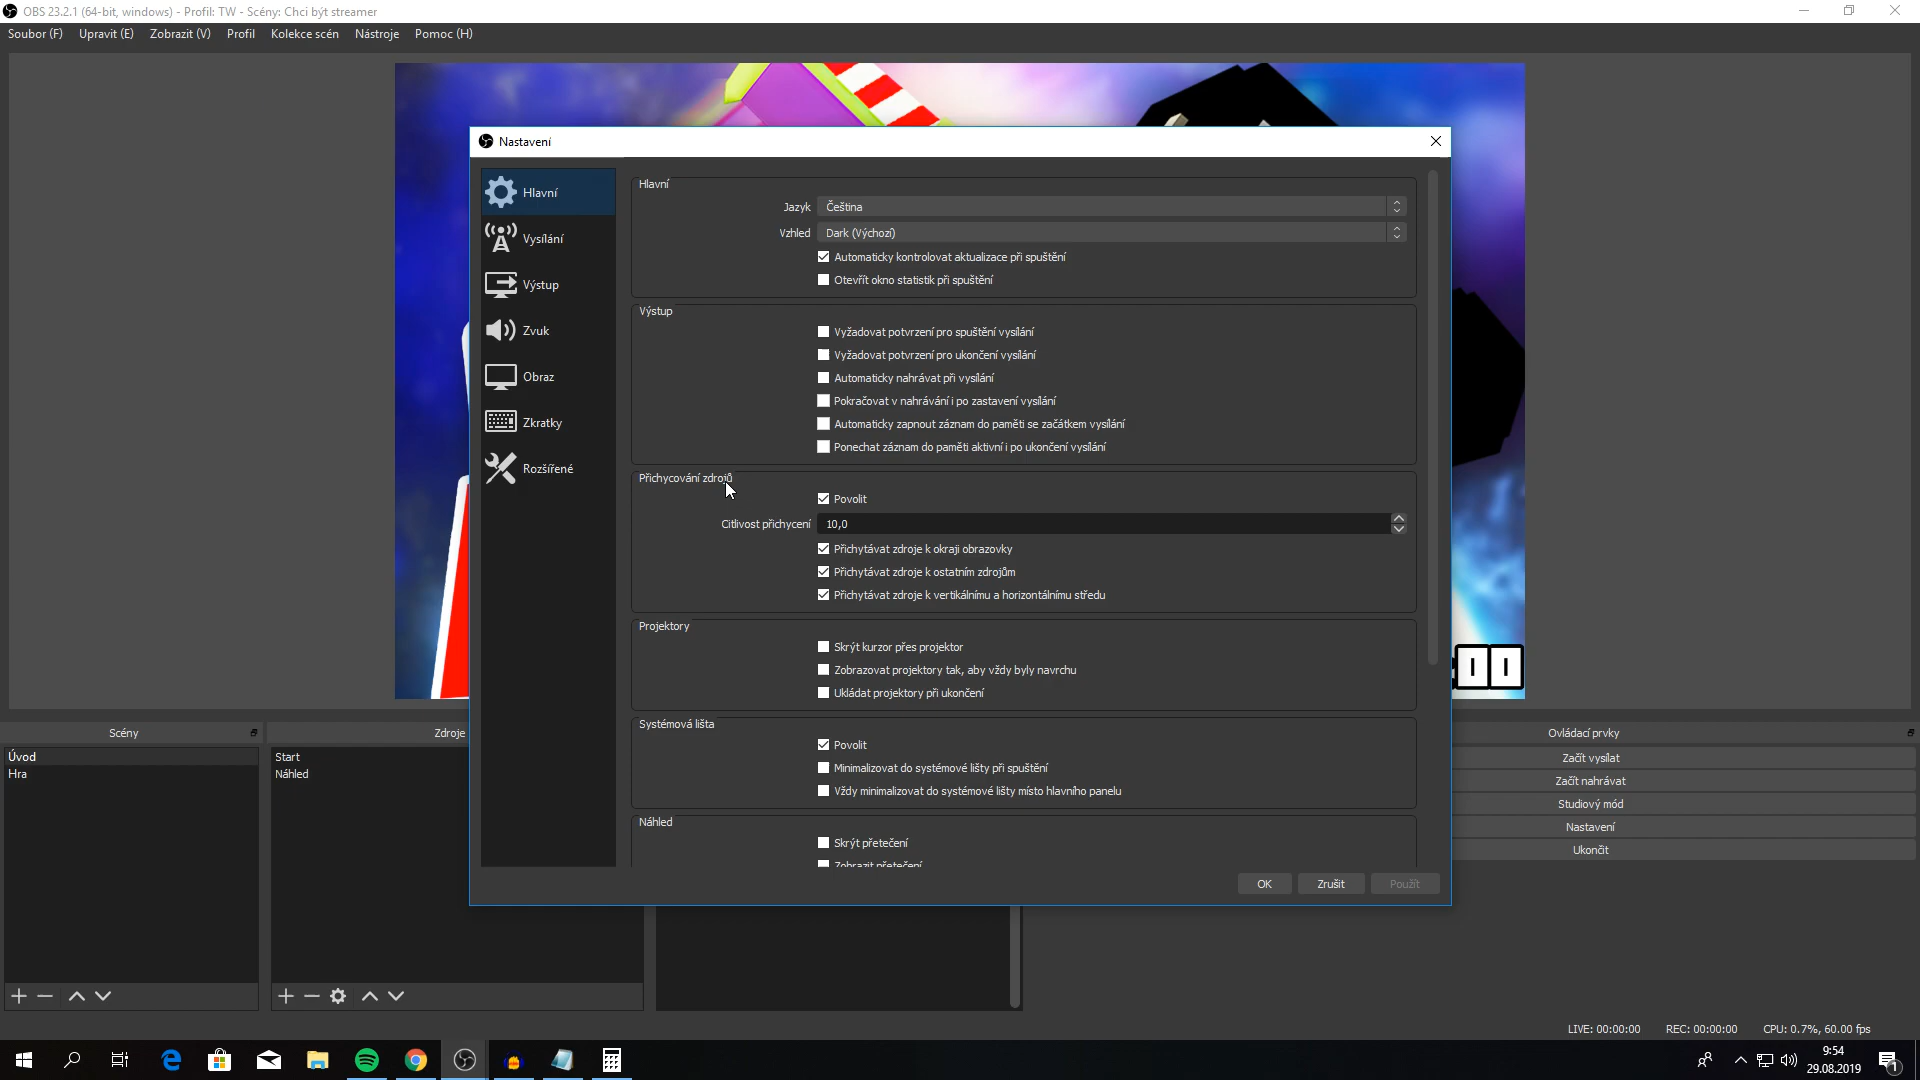 OBS 23.2.1 (64-bit, windows) - Profil: TW - Scény: Chci být streamer
Soubor (F) Upravit (E) Zobrazit (V) Profil Kolekce scén Nástroje Pomoc (H)
Nastavení
Hlavní
Vysílání
Výstup
Zvuk
Obraz
Zkratky
Rozšířené
Hlavní
Jazyk Čeština
Vzhled Dark (Výchozí)
Automaticky kontrolovat aktualizace při spuštění
Otevřít okno statistik při spuštění
Výstup
Vyžadovat potvrzení pro spuštění vysílání
Vyžadovat potvrzení pro ukončení vysílání
Automaticky nahrávat při vysílání
Pokračovat v nahrávání i po zastavení vysílání
Automaticky zapnout záznam do paměti se začátkem vysílání
Ponechat záznam do paměti aktivní i po ukončení vysílání
Přichycování zdrojů
Povolit
Citlivost přichycení 10,0
Přichytávat zdroje k okraji obrazovky
Přichytávat zdroje k ostatním zdrojům
Přichytávat zdroje k vertikálnímu a horizontálnímu středu
Projektory
Skrýt kurzor přes projektor
Zobrazovat projektory tak, aby vždy byly navrchu
Ukládat projektory při ukončení
Systémová lišta
Povolit
Minimalizovat do systémové lišty při spuštění
Vždy minimalizovat do systémové lišty místo hlavního panelu
Náhled
Skrýt přetečení
Zobrazit přetečení
OK Zrušit Použít
:00
Scény
Úvod
Hra
Zdroje
Start
Náhled
Ovládací prvky
Začít vysílat
Začít nahrávat
Studiový mód
Nastavení
Ukončit
LIVE: 00:00:00 REC: 00:00:00 CPU: 0.7%, 60.00 fps
9:54
29.08.2019
1